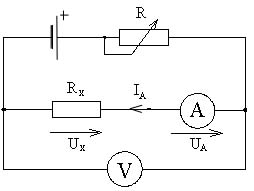 + R
Rx IA A
Ux UA
V